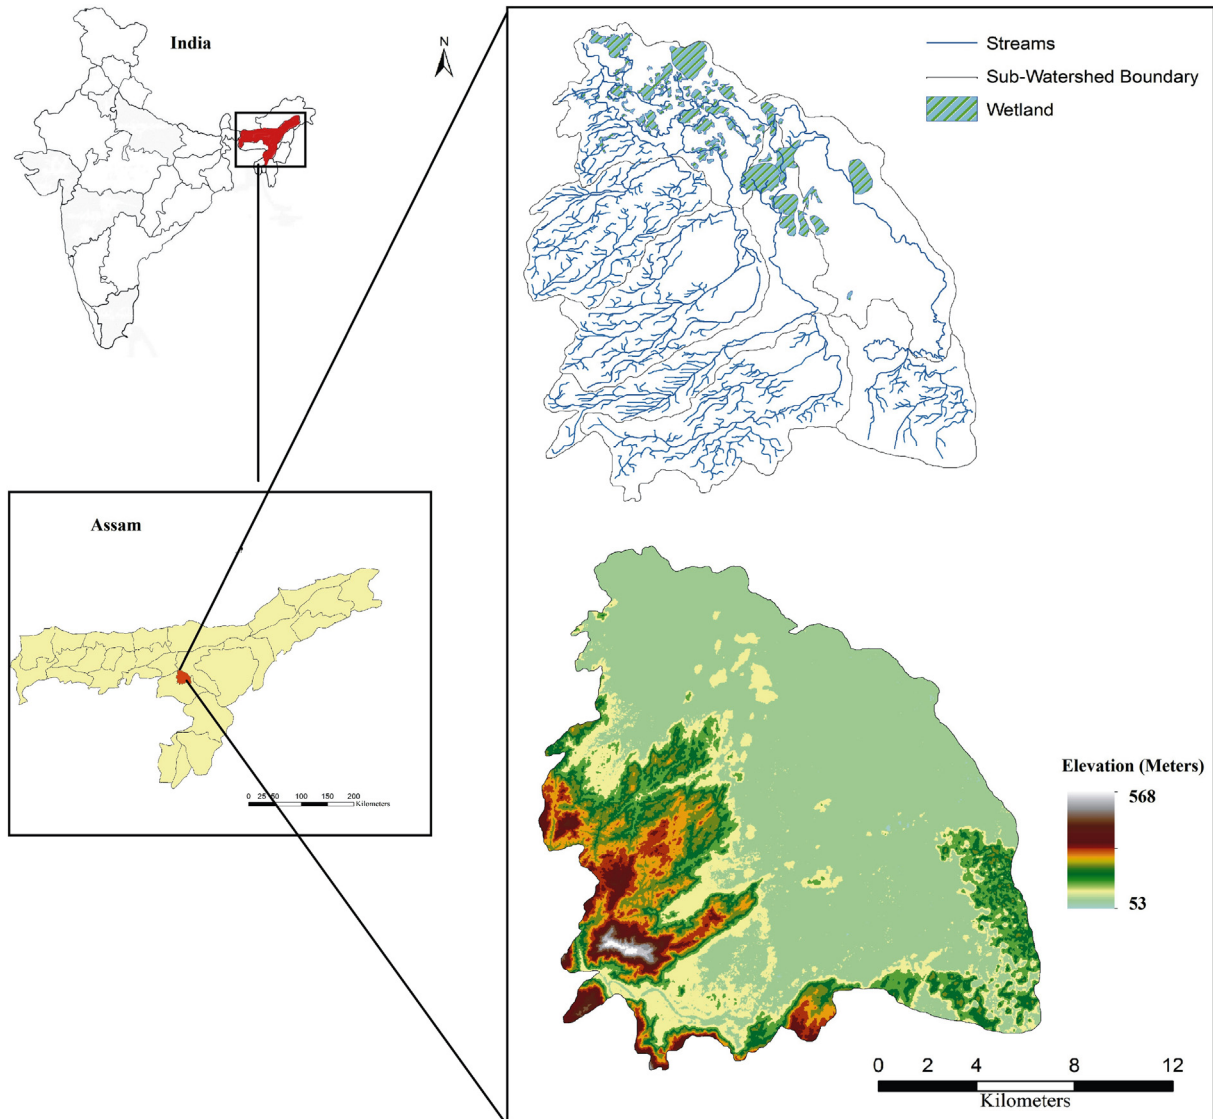 India
N
Streams
Sub-Watershed Boundary
Wetland
Assam
0 25 50 100 150 200
Kilometers
Elevation (Meters)
568
53
0 2 4 8 12
Kilometers